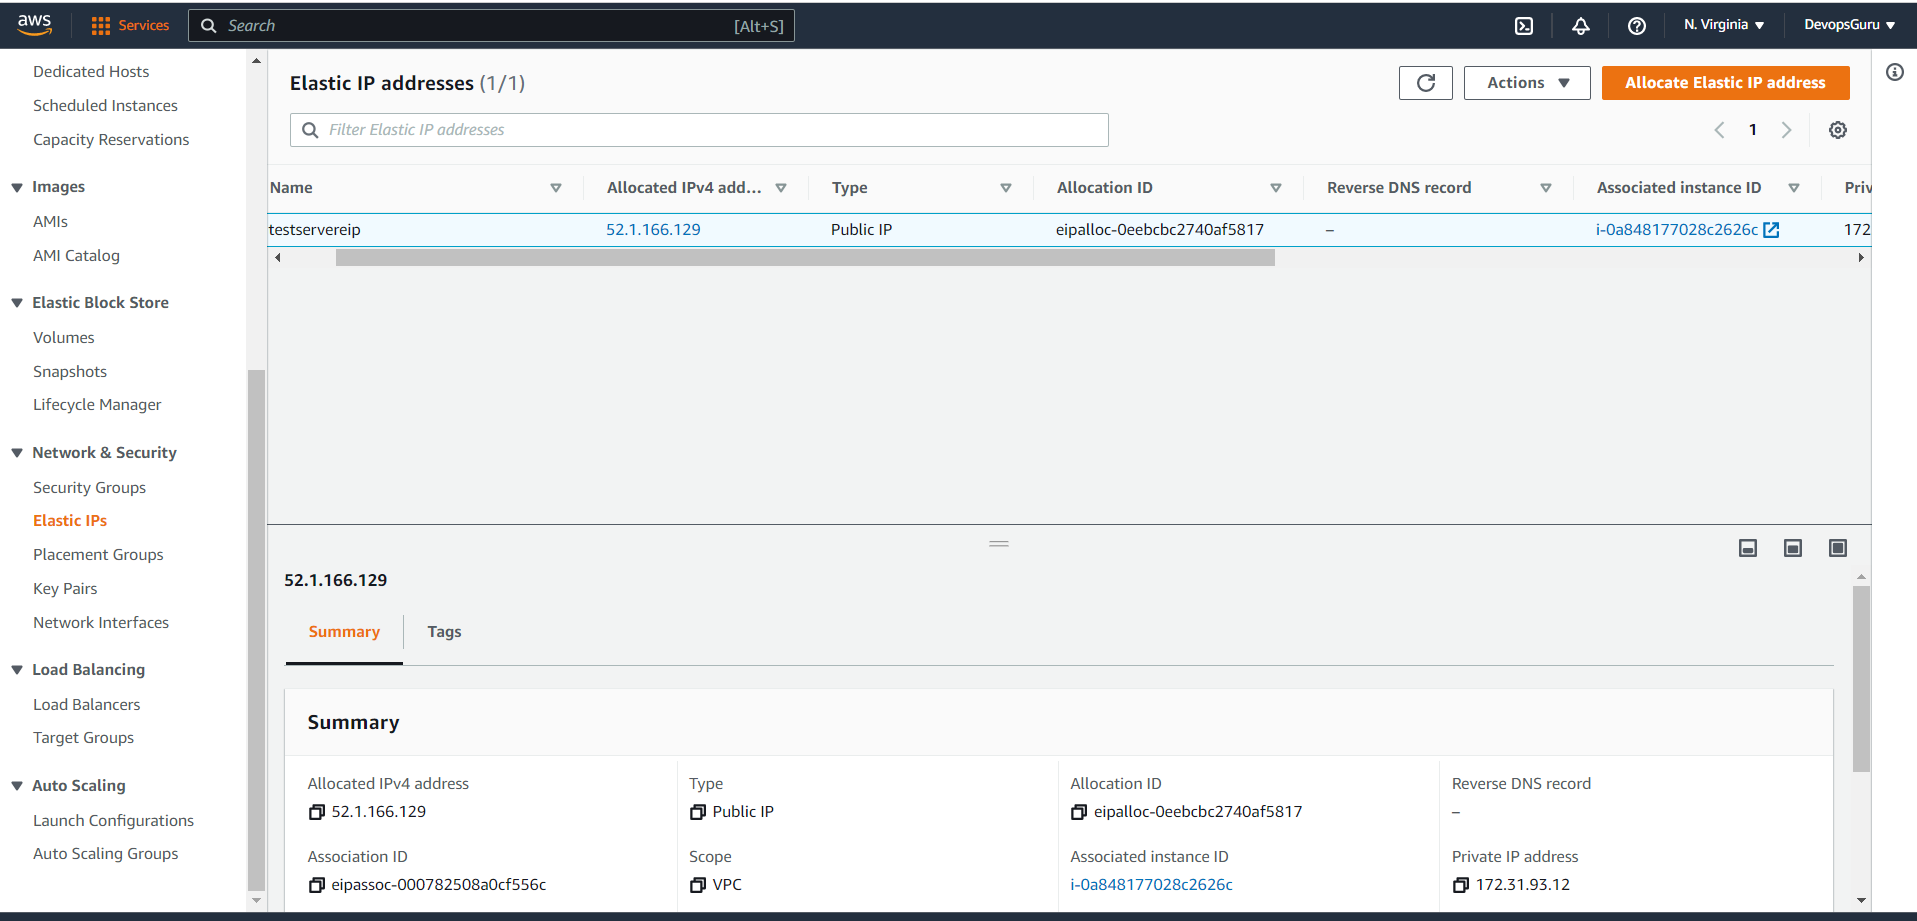 aws
Services
Search
[Alt+S]
N. Virginia
DevopsGuru
Dedicated Hosts
Scheduled Instances
Capacity Reservations
Images
AMIs
AMI Catalog
Elastic Block Store
Volumes
Snapshots
Lifecycle Manager
Network & Security
Security Groups
Elastic IPs
Placement Groups
Key Pairs
Network Interfaces
Load Balancing
Load Balancers
Target Groups
Auto Scaling
Launch Configurations
Auto Scaling Groups
Elastic IP addresses (1/1)
Actions
Allocate Elastic IP address
Filter Elastic IP addresses
1
Name Allocated IPv4 add... Type Allocation ID Reverse DNS record Associated instance ID Priv
testservereip 52.1.166.129 Public IP eipalloc-0eebcbc2740af5817 – i-0a848177028c2626c 172
52.1.166.129
Summary Tags
Summary
Allocated IPv4 address Type Allocation ID Reverse DNS record
52.1.166.129 Public IP eipalloc-0eebcbc2740af5817 –
Association ID Scope Associated instance ID Private IP address
eipassoc-000782508a0cf556c VPC i-0a848177028c2626c 172.31.93.12